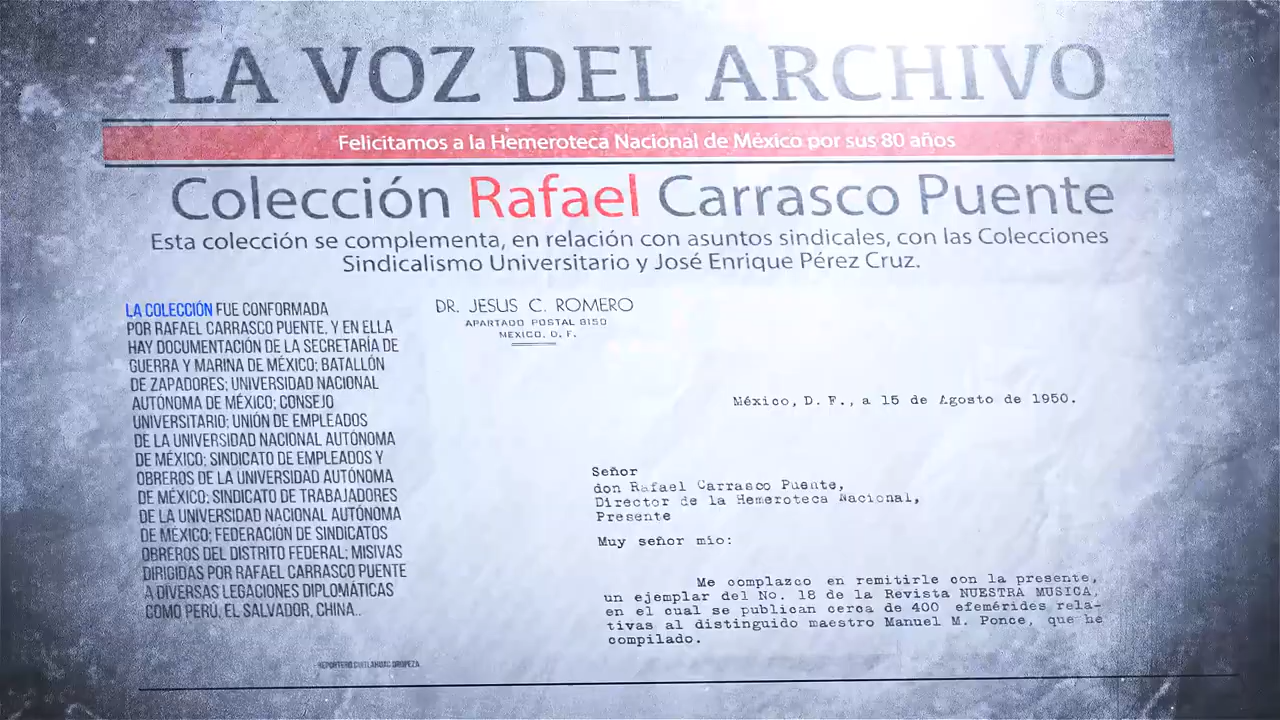 LA VOZ DEL ARCHIVO
Felicitamos a la Hemeroteca Nacional de México por sus 80 años
Colección Rafael Carrasco Puente
Esta colección se complementa, en relación con asuntos sindicales, con las Colecciones
Sindicalismo Universitario y José Enrique Pérez Cruz.
LA COLECCIÓN FUE CONFORMADA
POR RAFAEL CARRASCO PUENTE, Y EN ELLA
HAY DOCUMENTACIÓN DE LA SECRETARÍA DE
GUERRA Y MARINA DE MÉXICO; BATALLÓN
DE ZAPADORES; UNIVERSIDAD NACIONAL
AUTÓNOMA DE MÉXICO; CONSEJO
UNIVERSITARIO; UNIÓN DE EMPLEADOS
DE LA UNIVERSIDAD NACIONAL AUTÓNOMA
DE MÉXICO; SINDICATO DE EMPLEADOS Y
OBREROS DE LA UNIVERSIDAD AUTÓNOMA
DE MÉXICO; SINDICATO DE TRABAJADORES
DE LA UNIVERSIDAD NACIONAL AUTÓNOMA
DE MÉXICO; FEDERACIÓN DE SINDICATOS
OBREROS DEL DISTRITO FEDERAL; MISIVAS
DIRIGIDAS POR RAFAEL CARRASCO PUENTE
A DIVERSAS LEGACIONES DIPLOMÁTICAS
COMO PERÚ, EL SALVADOR, CHINA..
REPORTERO CUITLAHUAC OROPEZA
DR. JESUS C. ROMERO
APARTADO POSTAL 8150
MEXICO, D. F.
México, D. F., a 15 de Agosto de 1950.
Señor
don Rafael Carrasco Puente,
Director de la Hemeroteca Nacional,
Presente
Muy señor mío:
Me complazco en remitirle con la presente,
un ejemplar del No. 18 de la Revista NUESTRA MUSICA,
en el cual se publican cerca de 400 efemérides rela-
tivas al distinguido maestro Manuel M. Ponce, que he
compilado.